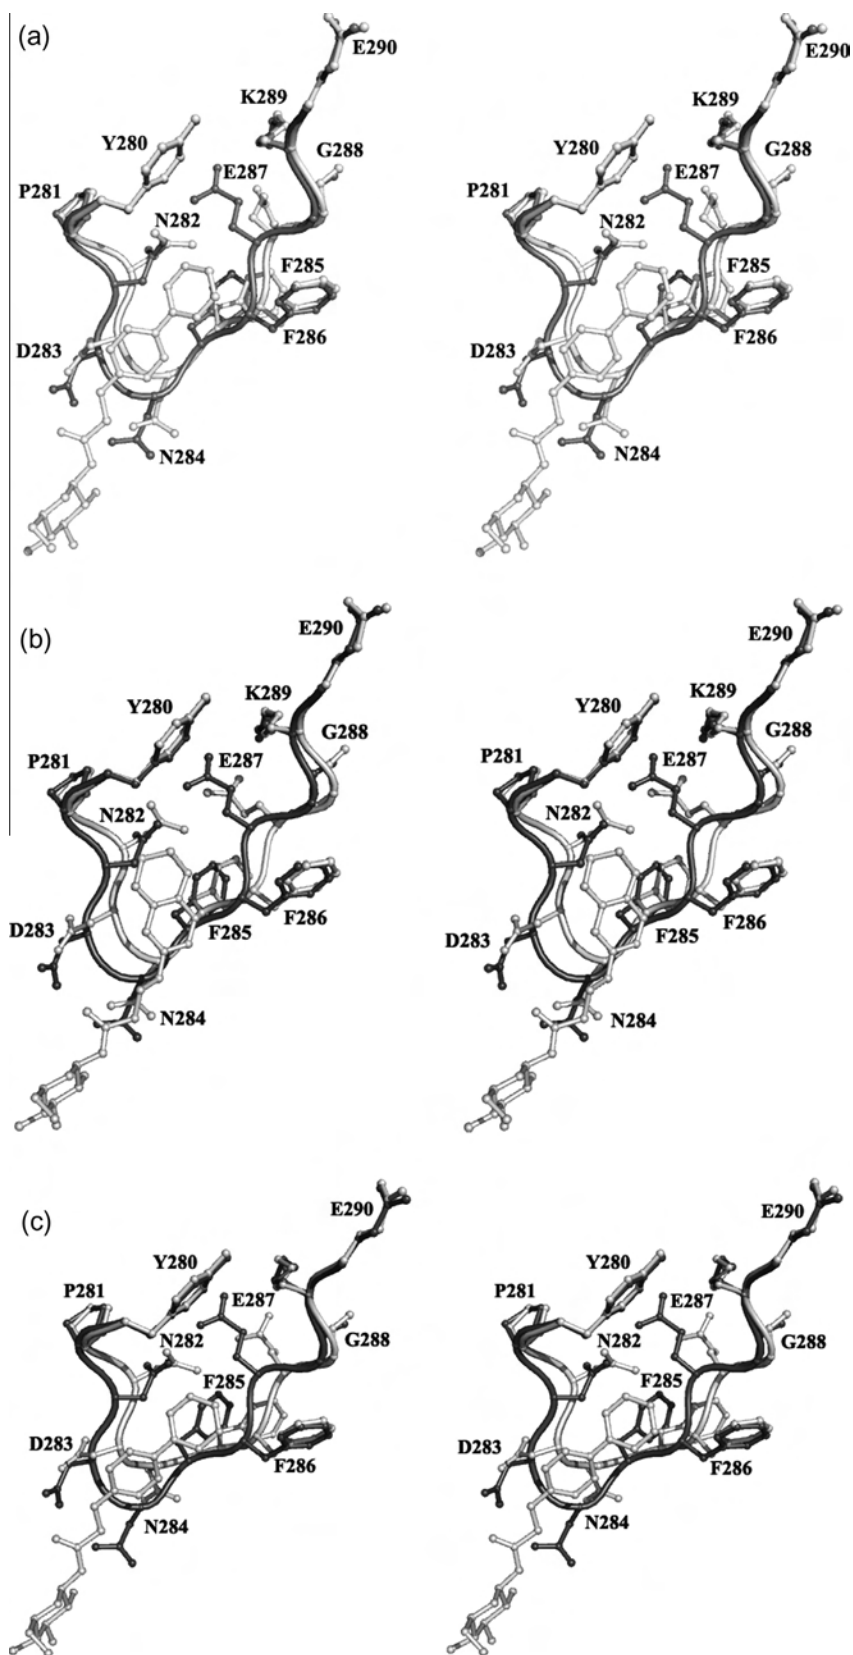 (a)
E290 E290
K289 K289
Y280 Y280
G288 G288
E287 E287
P281 P281
N282 N282
F285 F285
F286 F286
D283 D283
N284 N284
(b)
E290 E290
K289 K289
Y280 Y280
G288 G288
P281 E287 P281 E287
N282 N282
F286 F286
D283 F285 D283 F285
N284 N284
(c)
E290 E290
Y280 Y280
P281 P281
E287 E287
N282 G288 N282 G288
F285 F285
D283 D283
F286 F286
N284 N284